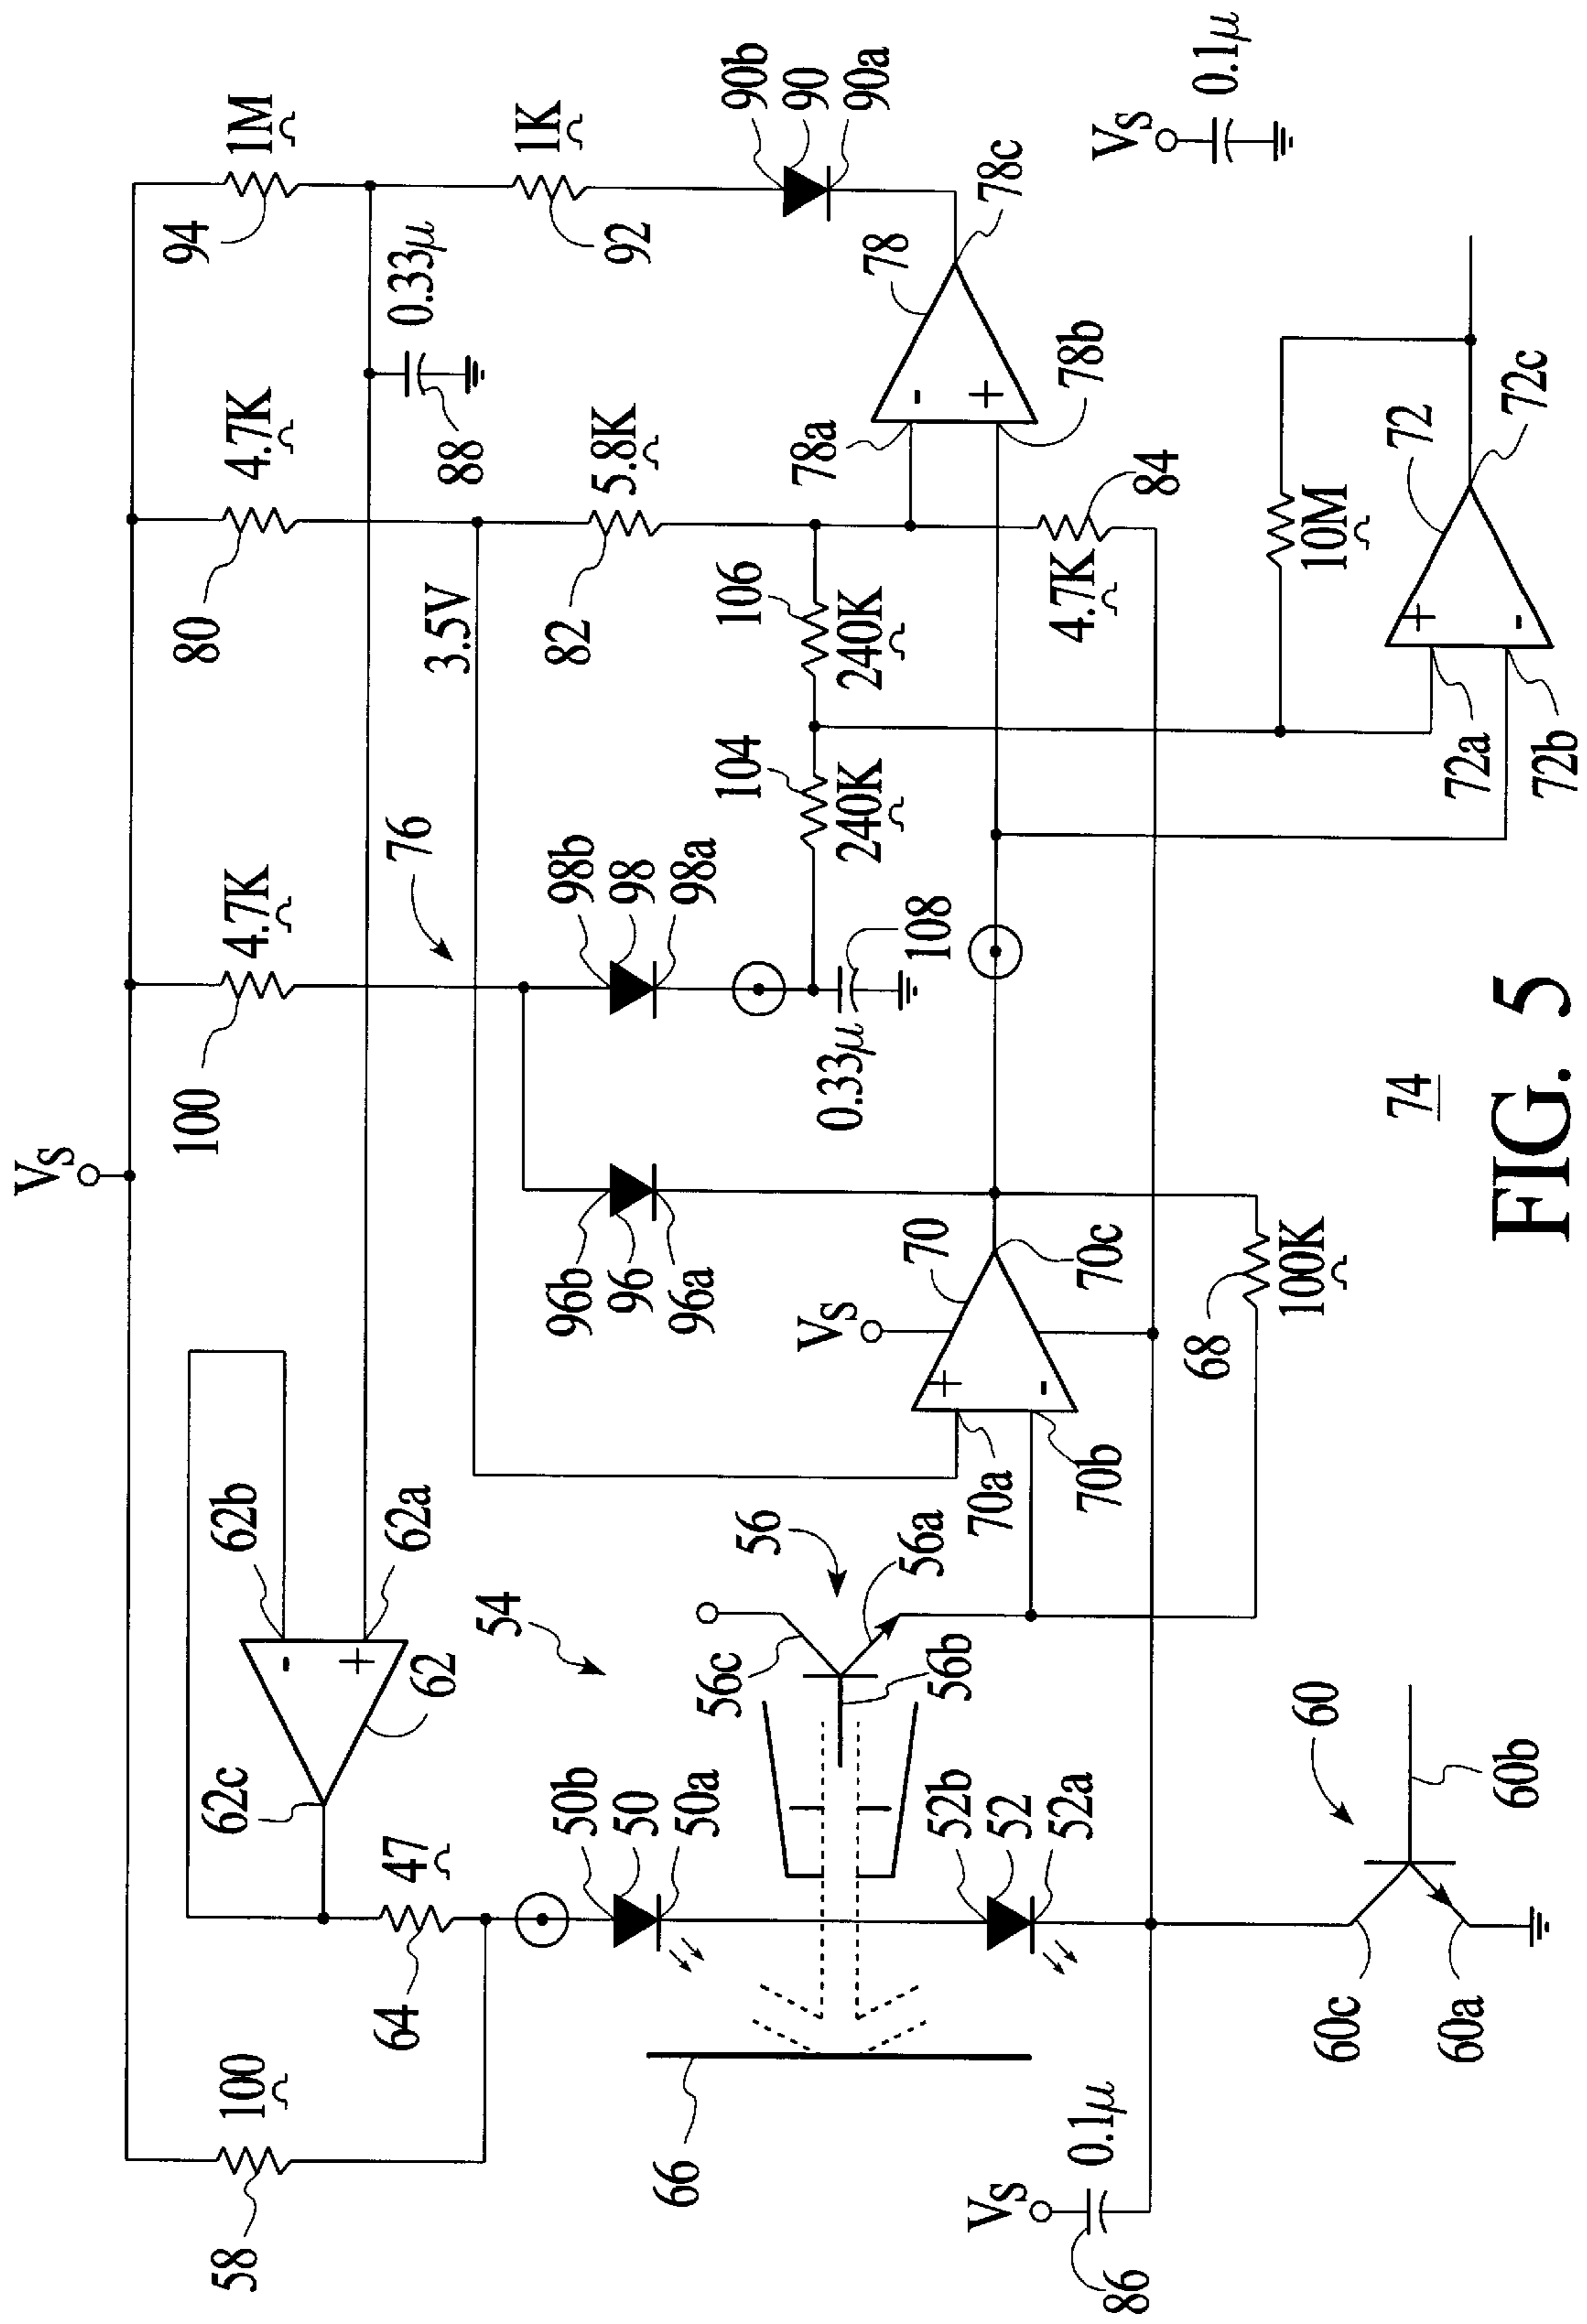 V_S
58
100
64
47
62c
62
62b
62a
100
4.7K
80
4.7K
94
1M
88
0.33μ
92
1K
90b
90
90a
76
3.5V
82
5.8K
98b
98
98a
96b
96
96a
104
240K
106
240K
108
0.33μ
78a
78
78c
78b
84
4.7K
54
50b
50
50a
56
56c
56a
56b
52b
52
52a
66
V_S
70
70c
70a
70b
68
100K
V_S
86
0.1μ
60
60b
60c
60a
10M
72
72c
72a
72b
V_S
0.1μ
+
-
+
-
-
+
+
-
74
FIG. 5